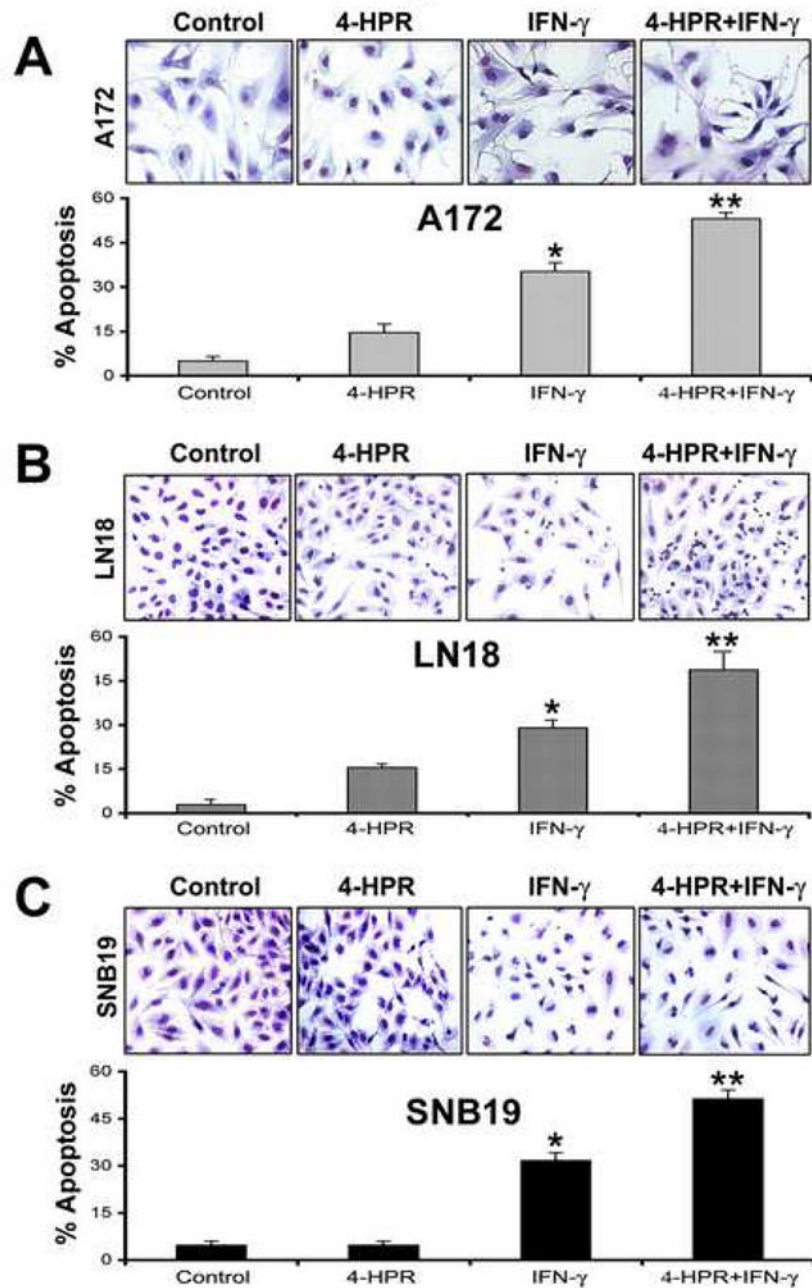 Control 4-HPR IFN-γ 4-HPR+IFN-γ
A
A172
60
** 
A172
45
*
30
% Apoptosis
15
0
Control 4-HPR IFN-γ 4-HPR+IFN-γ
B
Control 4-HPR IFN-γ 4-HPR+IFN-γ
LN18
60
**
LN18
45
*
30
% Apoptosis
15
0
Control 4-HPR IFN-γ 4-HPR+IFN-γ
C
Control 4-HPR IFN-γ 4-HPR+IFN-γ
SNB19
60
**
SNB19
45
*
30
% Apoptosis
15
0
Control 4-HPR IFN-γ 4-HPR+IFN-γ